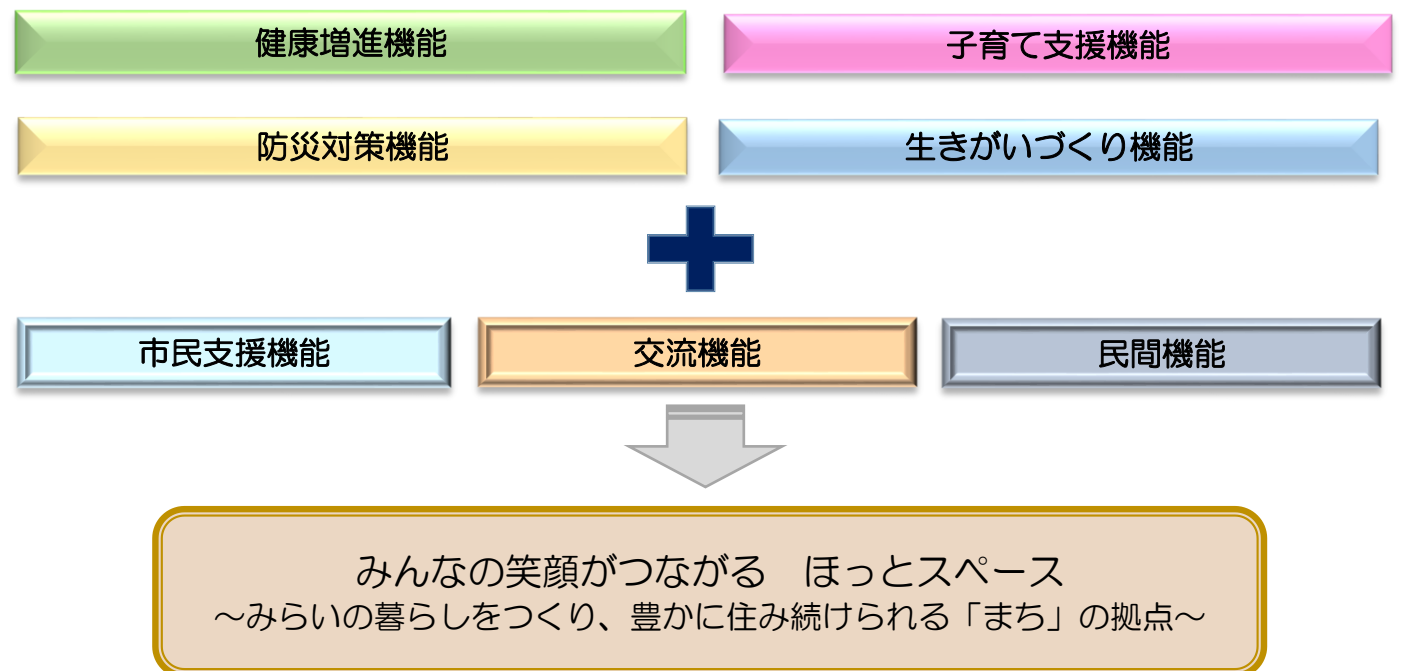 健康増進機能
子育て支援機能
防災対策機能
生きがいづくり機能
市民支援機能
交流機能
民間機能
みんなの笑顔がつながる　ほっとスペース
～みらいの暮らしをつくり、豊かに住み続けられる「まち」の拠点～